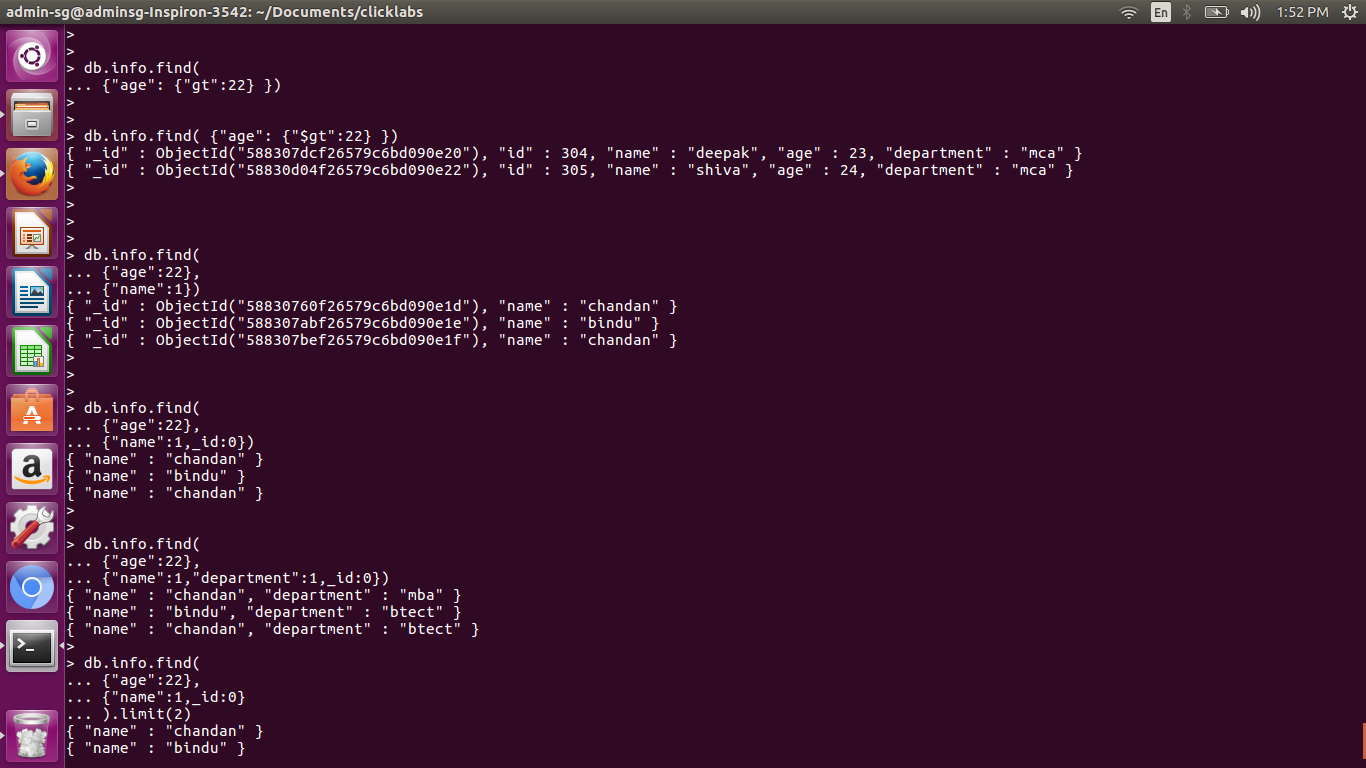 admin-sg@adminsg-Inspiron-3542: ~/Documents/clicklabs
En
1:52 PM
>
>
> db.info.find(
... {"age": {"gt":22} })
>
>
> db.info.find( {"age": {"$gt":22} })
{ "_id" : ObjectId("588307dcf26579c6bd090e20"), "id" : 304, "name" : "deepak", "age" : 23, "department" : "mca" }
{ "_id" : ObjectId("58830d04f26579c6bd090e22"), "id" : 305, "name" : "shiva", "age" : 24, "department" : "mca" }
>
>
>
>
> db.info.find(
... {"age":22},
... {"name":1})
{ "_id" : ObjectId("58830760f26579c6bd090e1d"), "name" : "chandan" }
{ "_id" : ObjectId("588307abf26579c6bd090e1e"), "name" : "bindu" }
{ "_id" : ObjectId("588307bef26579c6bd090e1f"), "name" : "chandan" }
>
>
>
> db.info.find(
... {"age":22},
... {"name":1,_id:0})
{ "name" : "chandan" }
{ "name" : "bindu" }
{ "name" : "chandan" }
>
>
> db.info.find(
... {"age":22},
... {"name":1,"department":1,_id:0})
{ "name" : "chandan", "department" : "mba" }
{ "name" : "bindu", "department" : "btect" }
{ "name" : "chandan", "department" : "btect" }
>
> db.info.find(
... {"age":22},
... {"name":1,_id:0}
... ).limit(2)
{ "name" : "chandan" }
{ "name" : "bindu" }